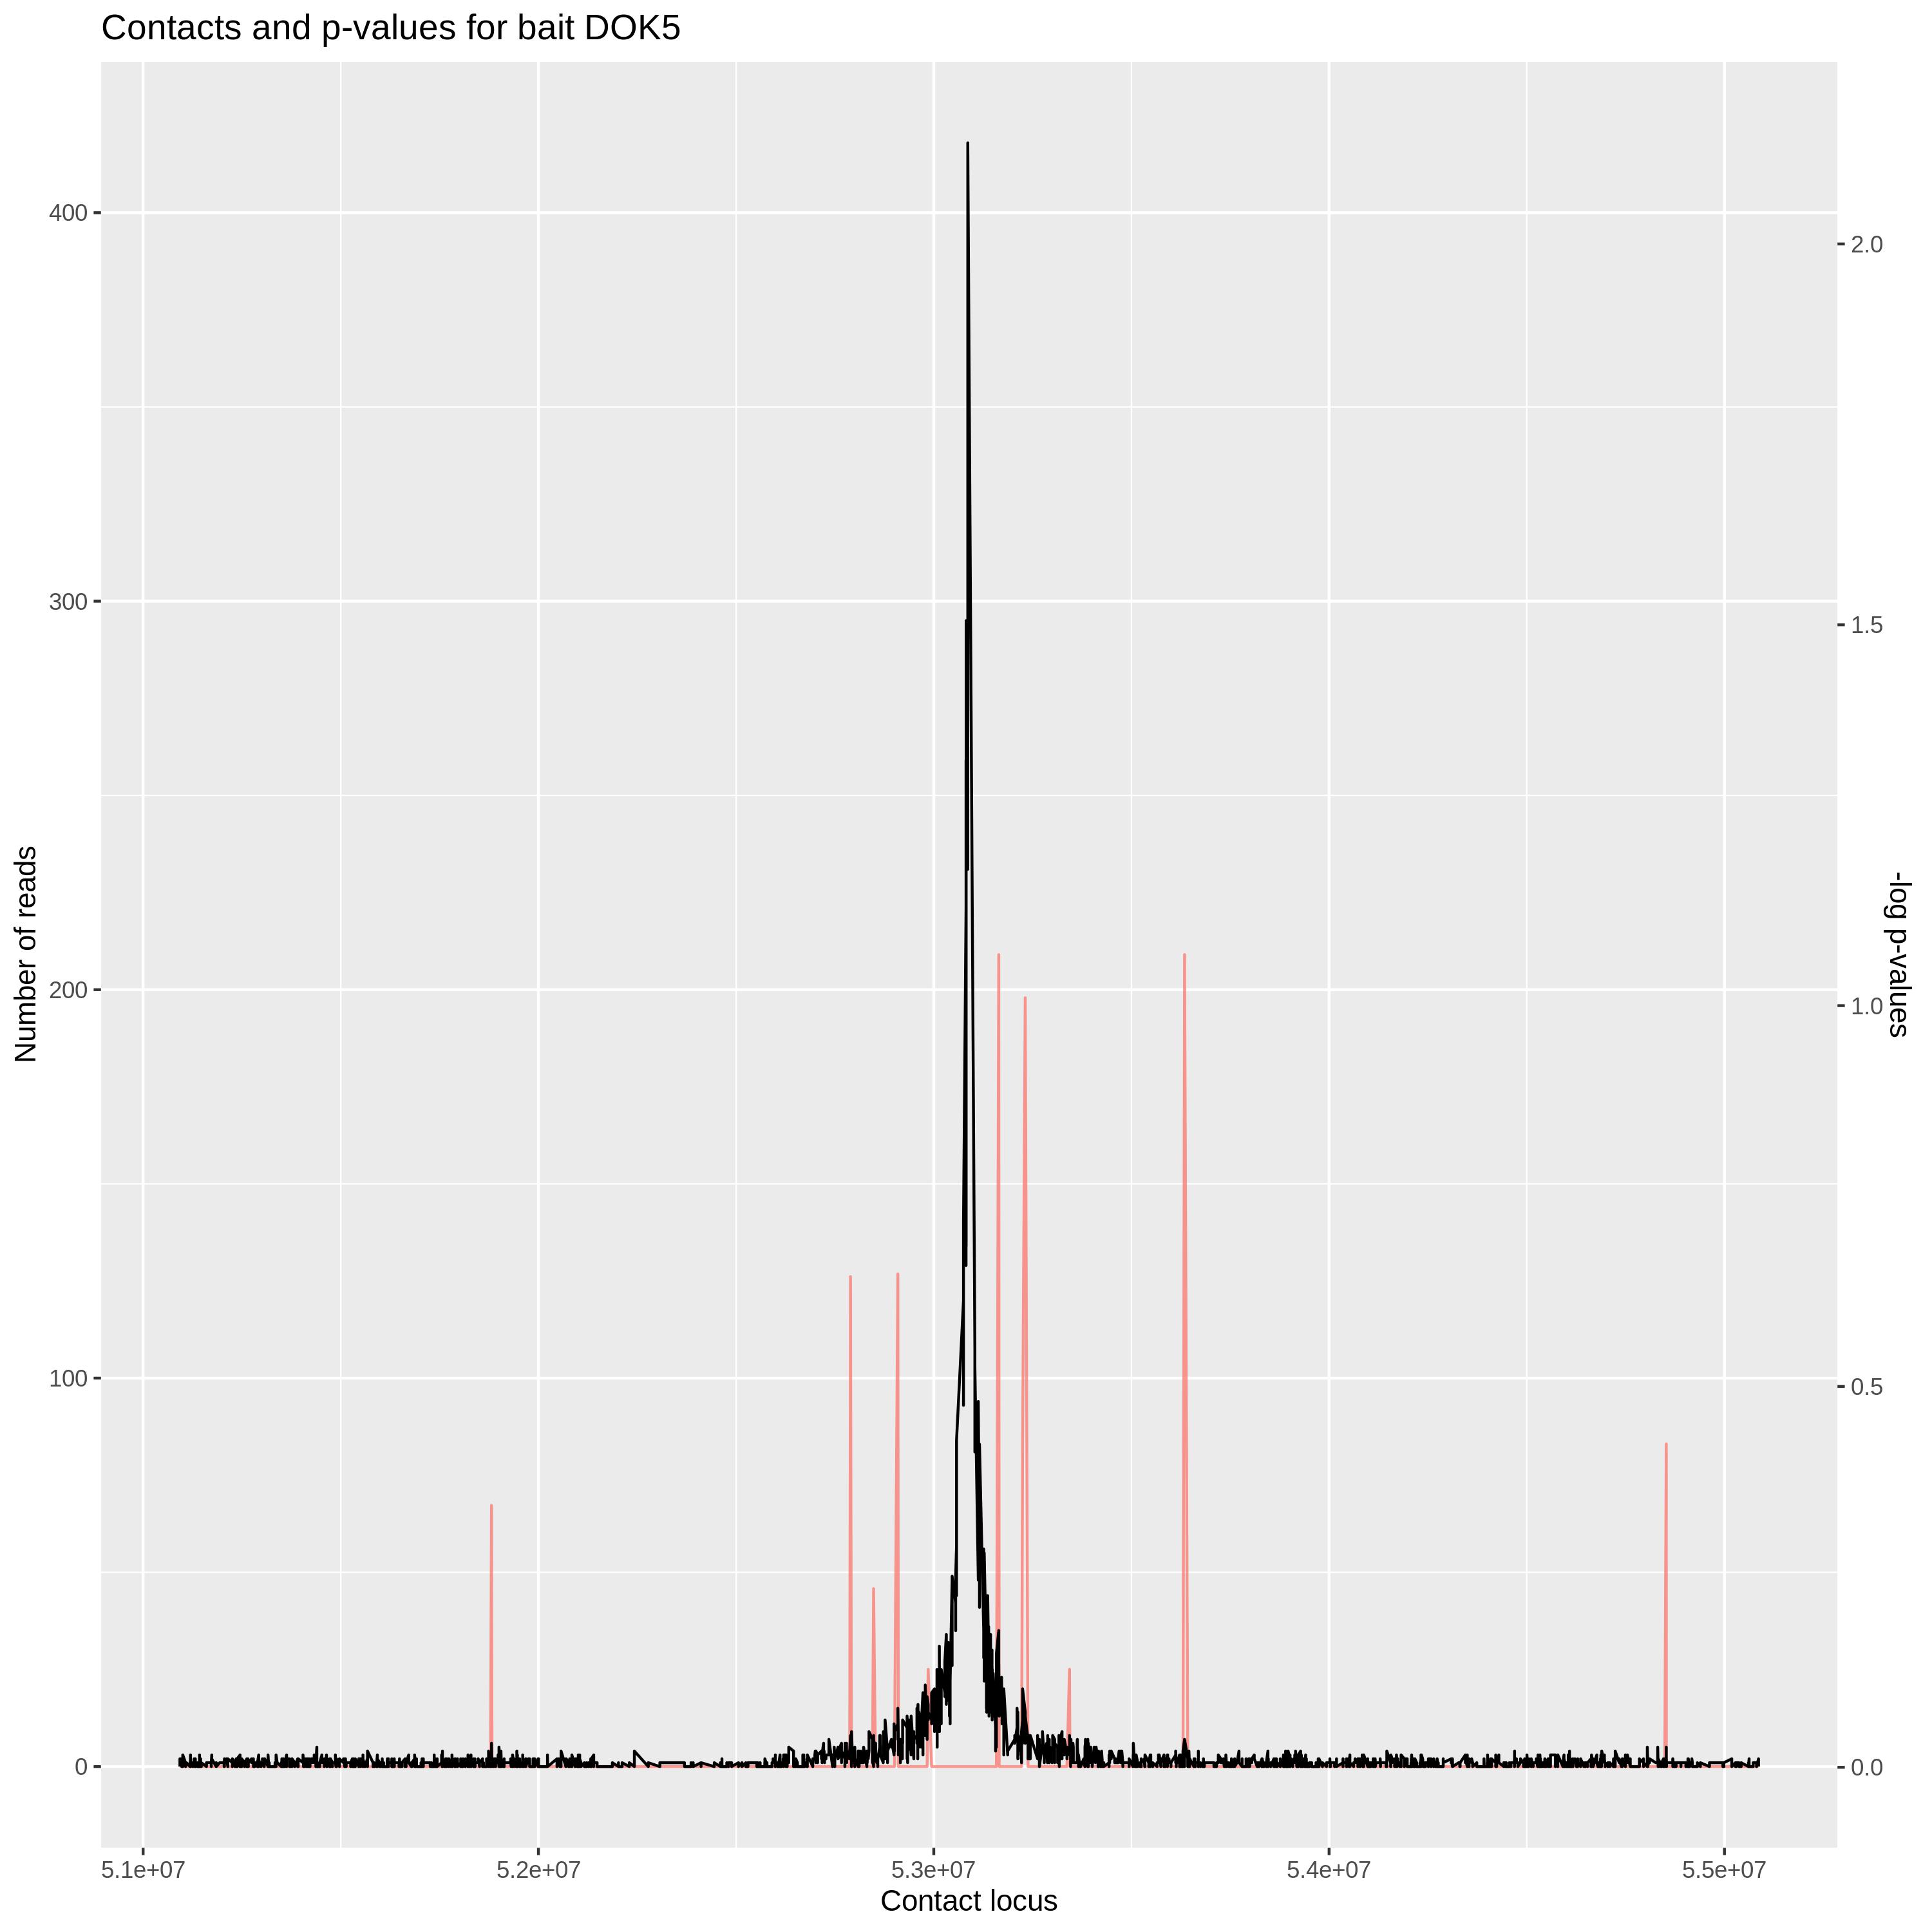 Contacts and p-values for bait DOK5
400
300
200
100
0
Number of reads
2.0
1.5
1.0
0.5
0.0
-log p-values
5.1e+07
5.2e+07
5.3e+07
5.4e+07
5.5e+07
Contact locus